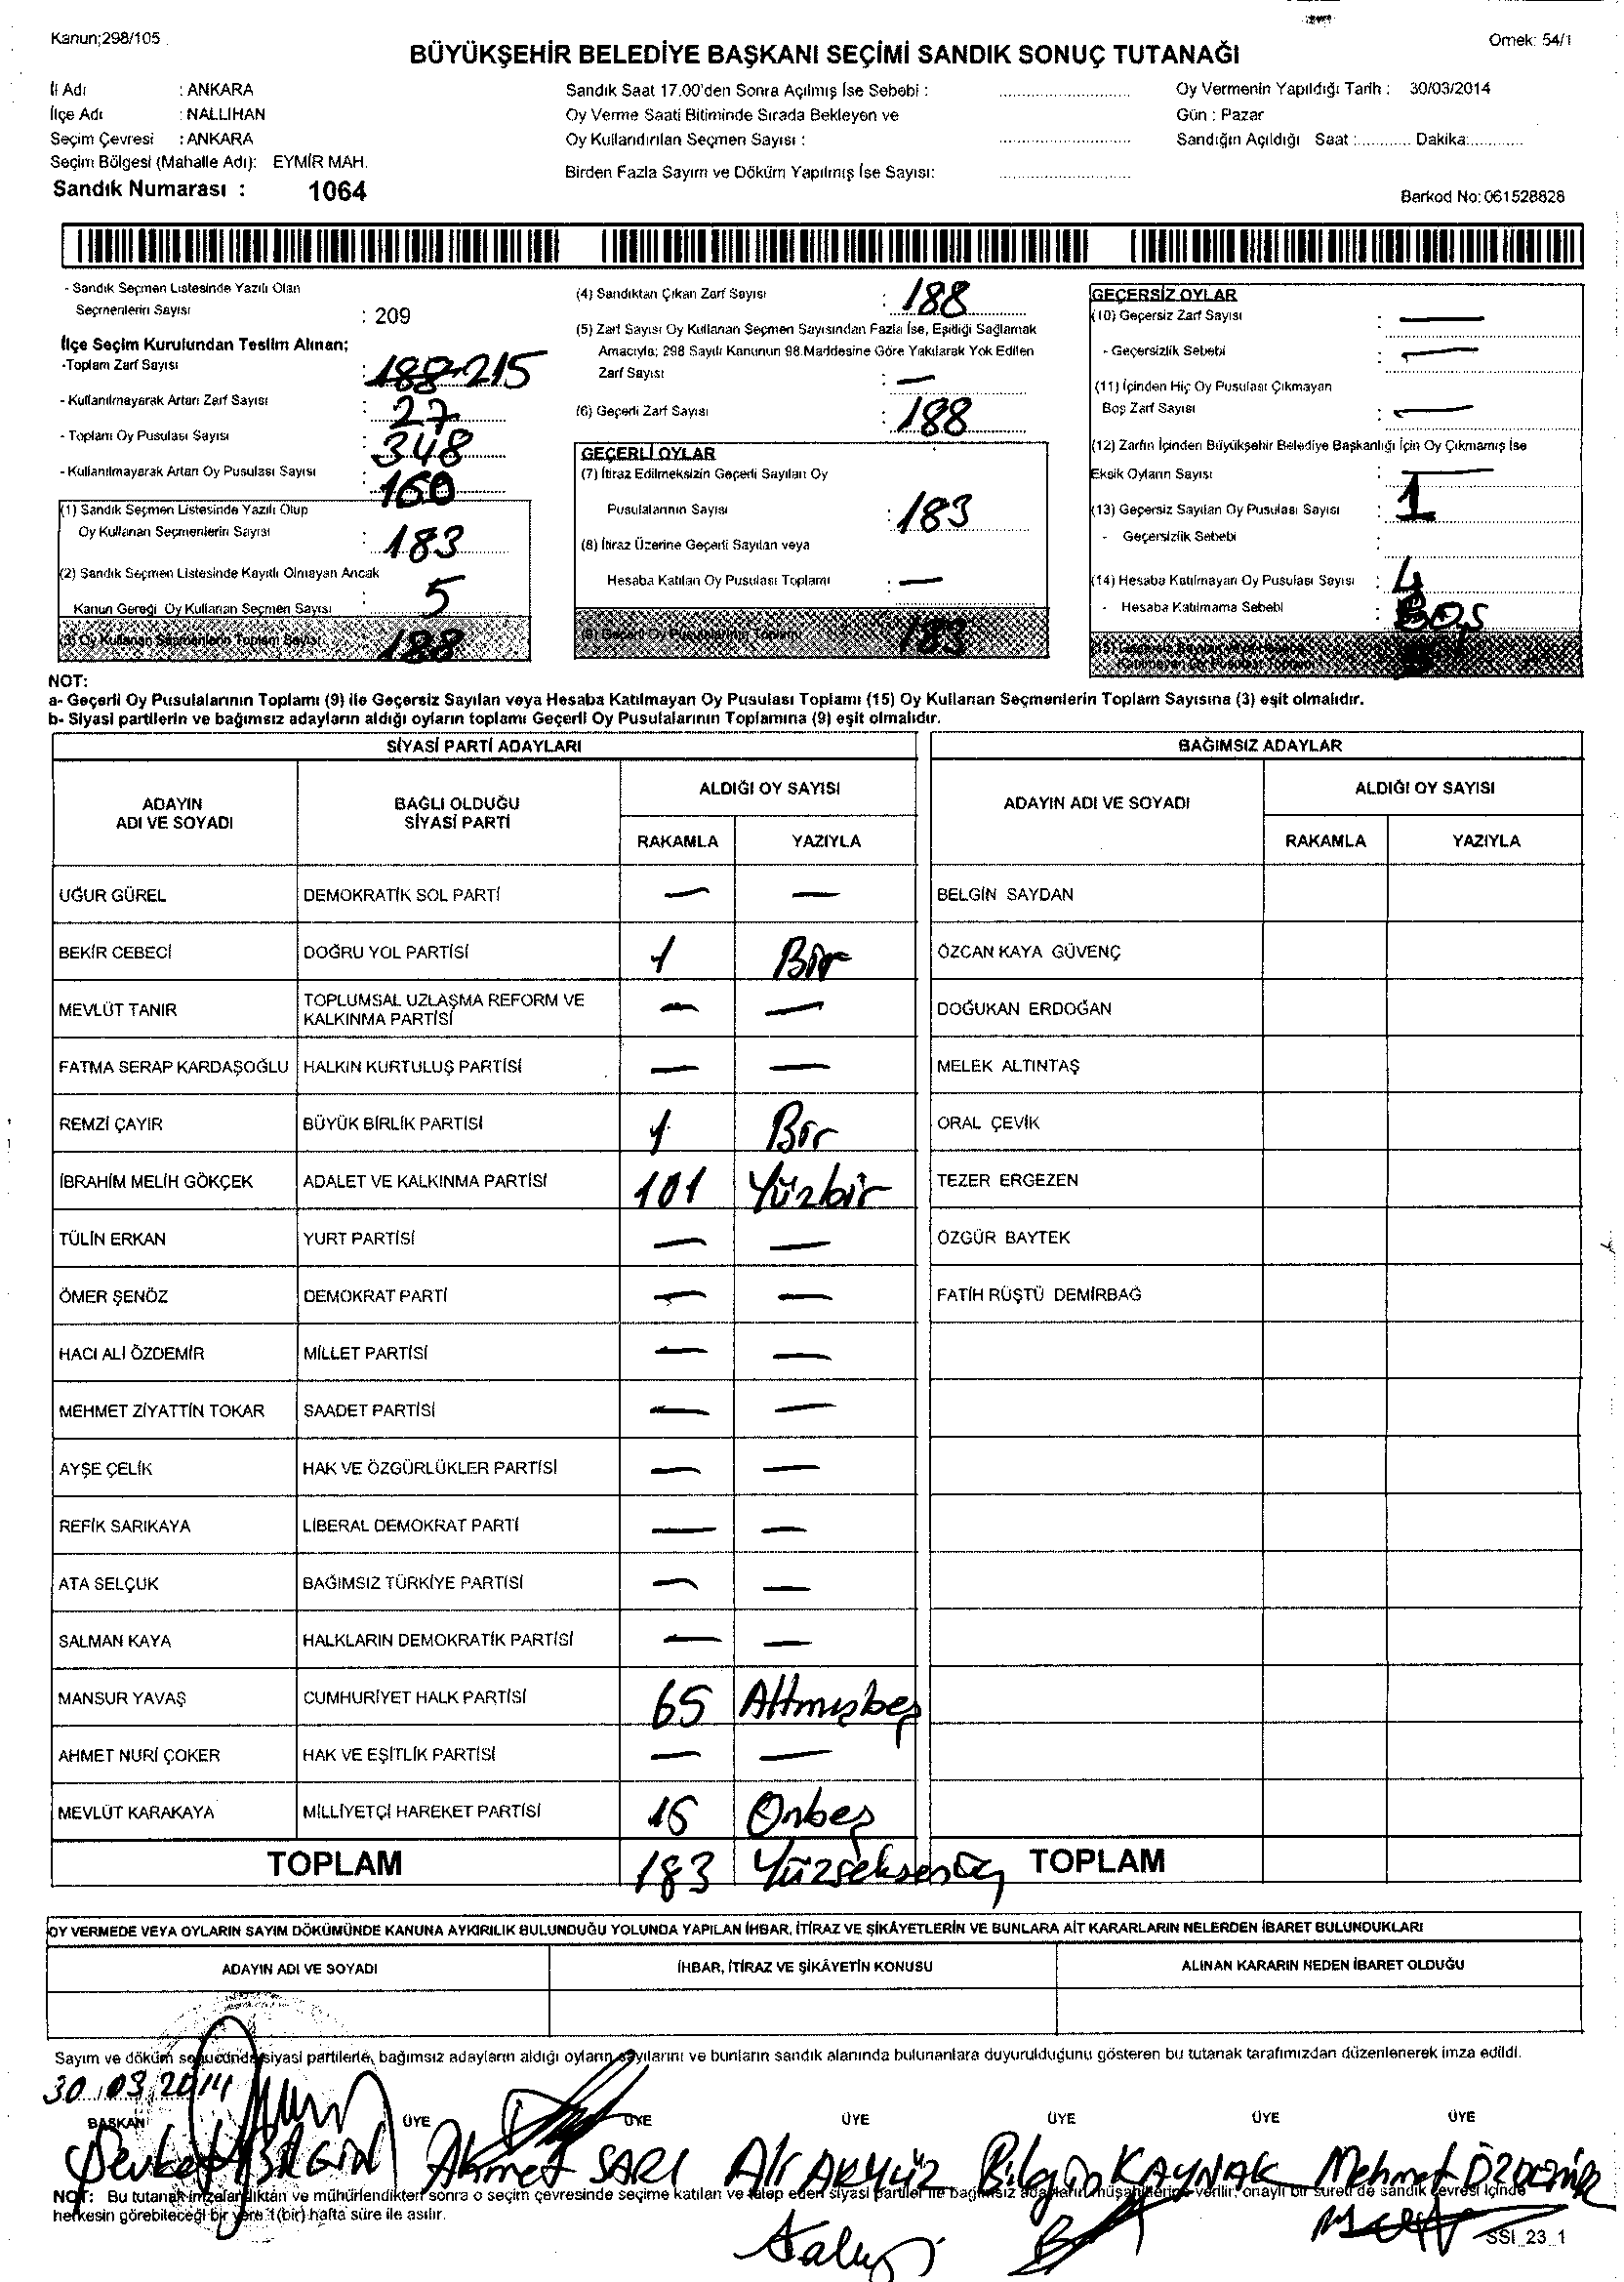 Kanun;298/105
Örnek: 54/1
BÜYÜKŞEHİR BELEDİYE BAŞKANI SEÇİMİ SANDIK SONUÇ TUTANAĞI
İl Adı : ANKARA
İlçe Adı : NALLIHAN
Seçim Çevresi : ANKARA
Seçim Bölgesi (Mahalle Adı): EYMİR MAH.
Sandık Numarası : 1064
Sandık Saat 17.00'den Sonra Açılmış İse Sebebi :
Oy Verme Saati Bitiminde Sırada Bekleyen ve
Oy Kullandırılan Seçmen Sayısı :
Birden Fazla Sayım ve Döküm Yapılmış İse Sayısı:
Oy Vermenin Yapıldığı Tarih : 30/03/2014
Gün : Pazar
Sandığın Açıldığı Saat :............ Dakika:............
Barkod No: 061528828
- Sandık Seçmen Listesinde Yazılı Olan
Seçmenlerin Sayısı : 209
İlçe Seçim Kurulundan Teslim Alınan;
-Toplam Zarf Sayısı : 188 215
- Kullanılmayarak Artan Zarf Sayısı : 27
- Toplam Oy Pusulası Sayısı : 348
- Kullanılmayarak Artan Oy Pusulası Sayısı : 160
(1) Sandık Seçmen Listesinde Yazılı Olup
Oy Kullanan Seçmenlerin Sayısı : 183
(2) Sandık Seçmen Listesinde Kayıtlı Olmayan Ancak
Kanun Gereği Oy Kullanan Seçmen Sayısı : 5
(3) Oy Kullanan Seçmenlerin Toplam Sayısı: 188
(4) Sandıktan Çıkan Zarf Sayısı : 188
(5) Zarf Sayısı Oy Kullanan Seçmen Sayısından Fazla İse, Eşitliği Sağlamak
Amacıyla; 298 Sayılı Kanunun 98.Maddesine Göre Yakılarak Yok Edilen
Zarf Sayısı : —
(6) Geçerli Zarf Sayısı : 188
GEÇERLİ OYLAR
(7) İtiraz Edilmeksizin Geçerli Sayılan Oy
Pusulalarının Sayısı : 183
(8) İtiraz Üzerine Geçerli Sayılan veya
Hesaba Katılan Oy Pusulası Toplamı : —
(9) Geçerli Oy Pusulalarının Toplamı 183
GEÇERSİZ OYLAR
(10) Geçersiz Zarf Sayısı : —
- Geçersizlik Sebebi : —
(11) İçinden Hiç Oy Pusulası Çıkmayan
Boş Zarf Sayısı : —
(12) Zarfın İçinden Büyükşehir Belediye Başkanlığı İçin Oy Çıkmamış İse
Eksik Oyların Sayısı : —
(13) Geçersiz Sayılan Oy Pusulası Sayısı : 1
- Geçersizlik Sebebi :
(14) Hesaba Katılmayan Oy Pusulası Sayısı : 4
- Hesaba Katılmama Sebebi : Boş
(15) Geçersiz Sayılan veya Hesaba
Katılmayan Oy Pusulası Toplamı : 5
NOT:
a- Geçerli Oy Pusulalarının Toplamı (9) ile Geçersiz Sayılan veya Hesaba Katılmayan Oy Pusulası Toplamı (15) Oy Kullanan Seçmenlerin Toplam Sayısına (3) eşit olmalıdır.
b- Siyasi partilerin ve bağımsız adayların aldığı oyların toplamı Geçerli Oy Pusulalarının Toplamına (9) eşit olmalıdır.
SİYASİ PARTİ ADAYLARI
BAĞIMSIZ ADAYLAR
ADAYIN
ADI VE SOYADI
BAĞLI OLDUĞU
SİYASİ PARTİ
ALDIĞI OY SAYISI
RAKAMLA YAZIYLA
ADAYIN ADI VE SOYADI
ALDIĞI OY SAYISI
RAKAMLA YAZIYLA
UĞUR GÜREL DEMOKRATİK SOL PARTİ — — BELGİN SAYDAN
BEKİR CEBECİ DOĞRU YOL PARTİSİ 1 Bir ÖZCAN KAYA GÜVENÇ
MEVLÜT TANIR TOPLUMSAL UZLAŞMA REFORM VE
KALKINMA PARTİSİ — — DOĞUKAN ERDOĞAN
FATMA SERAP KARDAŞOĞLU HALKIN KURTULUŞ PARTİSİ — — MELEK ALTINTAŞ
REMZİ ÇAYIR BÜYÜK BİRLİK PARTİSİ 1 Bir ORAL ÇEVİK
İBRAHİM MELİH GÖKÇEK ADALET VE KALKINMA PARTİSİ 101 Yüzbir TEZER ERGEZEN
TÜLİN ERKAN YURT PARTİSİ — — ÖZGÜR BAYTEK
ÖMER ŞENÖZ DEMOKRAT PARTİ — — FATİH RÜŞTÜ DEMİRBAĞ
HACI ALİ ÖZDEMİR MİLLET PARTİSİ — —
MEHMET ZİYATTİN TOKAR SAADET PARTİSİ — —
AYŞE ÇELİK HAK VE ÖZGÜRLÜKLER PARTİSİ — —
REFİK SARIKAYA LİBERAL DEMOKRAT PARTİ — —
ATA SELÇUK BAĞIMSIZ TÜRKİYE PARTİSİ — —
SALMAN KAYA HALKLARIN DEMOKRATİK PARTİSİ — —
MANSUR YAVAŞ CUMHURİYET HALK PARTİSİ 65 Altmışbeş
AHMET NURİ ÇOKER HAK VE EŞİTLİK PARTİSİ — —
MEVLÜT KARAKAYA MİLLİYETÇİ HAREKET PARTİSİ 15 Onbeş
TOPLAM 183 Yüzseksenüç TOPLAM
OY VERMEDE VEYA OYLARIN SAYIM DÖKÜMÜNDE KANUNA AYKIRILIK BULUNDUĞU YOLUNDA YAPILAN İHBAR, İTİRAZ VE ŞİKÂYETLERİN VE BUNLARA AİT KARARLARIN NELERDEN İBARET BULUNDUKLARI
ADAYIN ADI VE SOYADI İHBAR, İTİRAZ VE ŞİKÂYETİN KONUSU ALINAN KARARIN NEDEN İBARET OLDUĞU
Sayım ve döküm sonucunda siyasi partilerle, bağımsız adayların aldığı oyların sayılarını ve bunların sandık alanında bulunanlara duyurulduğunu gösteren bu tutanak tarafımızdan düzenlenerek imza edildi.
30.03.2014
BAŞKAN ÜYE ÜYE ÜYE ÜYE ÜYE ÜYE
Şevket BİLGİN Ahmet SARI Ali AKYÜZ Bilgin KAYNAK Mehmet ÖZDEMİR
NOT: Bu tutanak imzalandıktan ve mühürlendikten sonra o seçim çevresinde seçime katılan ve talep eden siyasi partiler ile bağımsız adayların müşahitlerine verilir, onaylı bir sureti de sandık çevresi içinde
herkesin görebileceği bir yere 1(bir) hafta süre ile asılır.
SSI_23_1